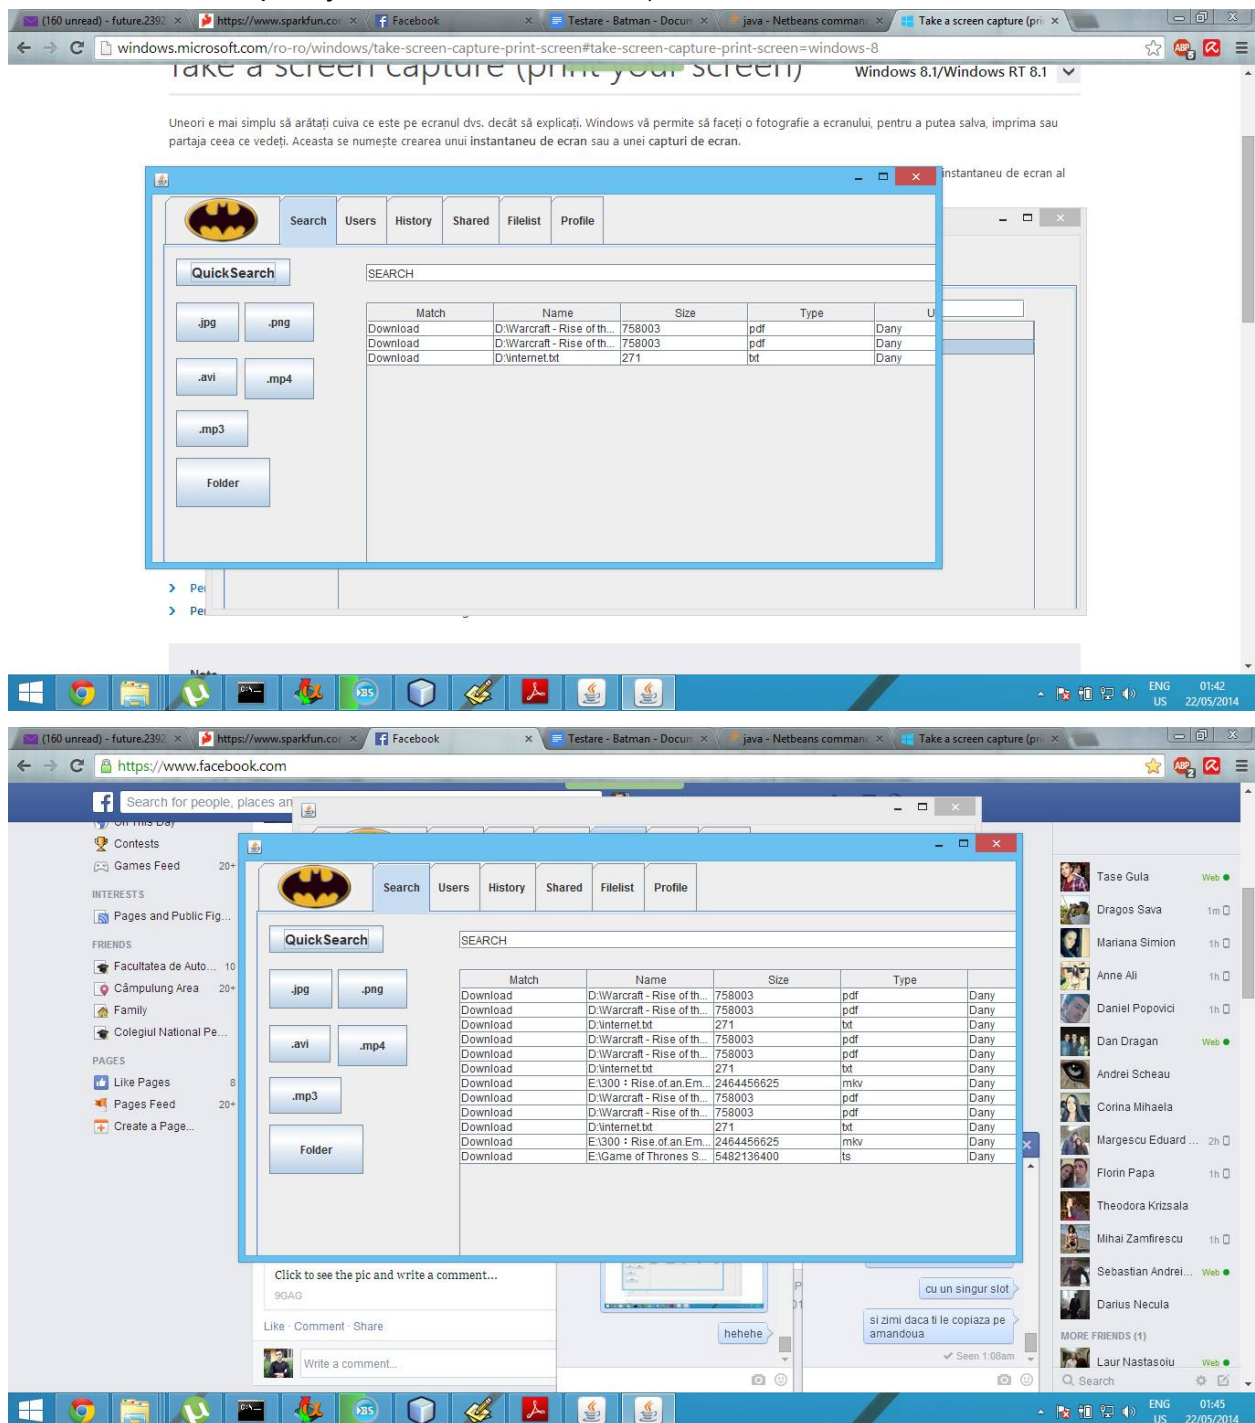 (160 unread) - future.2392 https://www.sparkfun.cor Facebook Testare - Batman - Docum java - Netbeans comman Take a screen capture (pri
windows.microsoft.com/ro-ro/windows/take-screen-capture-print-screen#take-screen-capture-print-screen=windows-8
Take a screen capture (print your screen) Windows 8.1/Windows RT 8.1
Uneori e mai simplu să arătați cuiva ce este pe ecranul dvs. decât să explicați. Windows vă permite să faceți o fotografie a ecranului, pentru a putea salva, imprima sau
partaja ceea ce vedeți. Aceasta se numește crearea unui instantaneu de ecran sau a unei capturi de ecran.
instantaneu de ecran al
Search Users History Shared Filelist Profile
QuickSearch SEARCH
.jpg .png
.avi .mp4
.mp3
Folder
Match Name Size Type U
Download D:\Warcraft - Rise of th... 758003 pdf Dany
Download D:\Warcraft - Rise of th... 758003 pdf Dany
Download D:\internet.txt 271 txt Dany
Pe
Pe
Note
ENG 01:42
US 22/05/2014
(160 unread) - future.2392 https://www.sparkfun.cor Facebook Testare - Batman - Docum java - Netbeans comman Take a screen capture (pri
https://www.facebook.com
Search for people, places an
On This Day
Contests
Games Feed 20+
INTERESTS
Pages and Public Fig...
FRIENDS
Facultatea de Auto... 10
Câmpulung Area 20+
Family
Colegiul National Pe...
PAGES
Like Pages 8
Pages Feed 20+
Create a Page...
Search Users History Shared Filelist Profile
QuickSearch SEARCH
.jpg .png
.avi .mp4
.mp3
Folder
Match Name Size Type
Download D:\Warcraft - Rise of th... 758003 pdf Dany
Download D:\Warcraft - Rise of th... 758003 pdf Dany
Download D:\internet.txt 271 txt Dany
Download D:\Warcraft - Rise of th... 758003 pdf Dany
Download D:\Warcraft - Rise of th... 758003 pdf Dany
Download D:\internet.txt 271 txt Dany
Download E:\300 : Rise.of.an.Em... 2464456625 mkv Dany
Download D:\Warcraft - Rise of th... 758003 pdf Dany
Download D:\Warcraft - Rise of th... 758003 pdf Dany
Download D:\internet.txt 271 txt Dany
Download E:\300 : Rise.of.an.Em... 2464456625 mkv Dany
Download E:\Game of Thrones S... 5482136400 ts Dany
Click to see the pic and write a comment...
9GAG
Like · Comment · Share
Write a comment...
hehehe
cu un singur slot
si zimi daca ti le copiaza pe
amandoua
Seen 1:08am
Tase Gula Web
Dragos Sava 1m
Mariana Simion 1h
Anne Ali 1h
Daniel Popovici 1h
Dan Dragan Web
Andrei Scheau
Corina Mihaela
Margescu Eduard ... 2h
Florin Papa 1h
Theodora Krizsala
Mihai Zamfirescu 1h
Sebastian Andrei... Web
Darius Necula
MORE FRIENDS (1)
Laur Nastasoiu Web
Search
ENG 01:45
US 22/05/2014